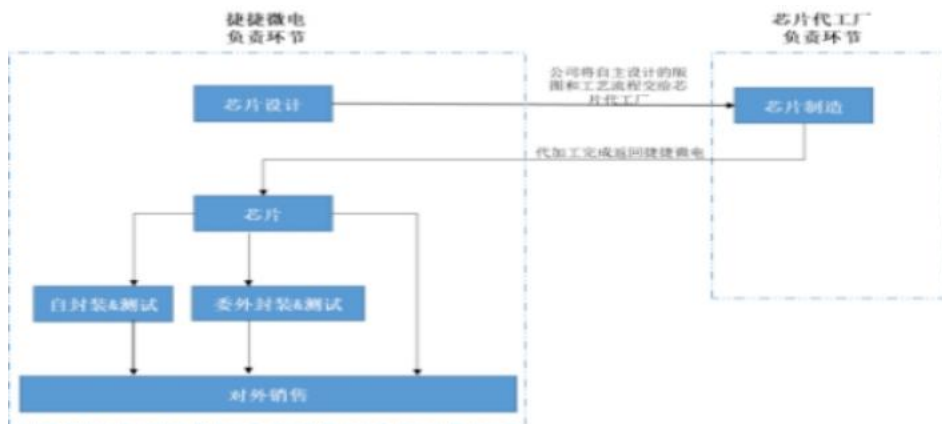 捷捷微电
负责环节
芯片代工厂
负责环节
芯片设计
公司将自主设计的版
图和工艺流程交给芯
片代工厂
芯片制造
代加工完成返回捷捷微电
芯片
自封装&测试
委外封装&测试
对外销售